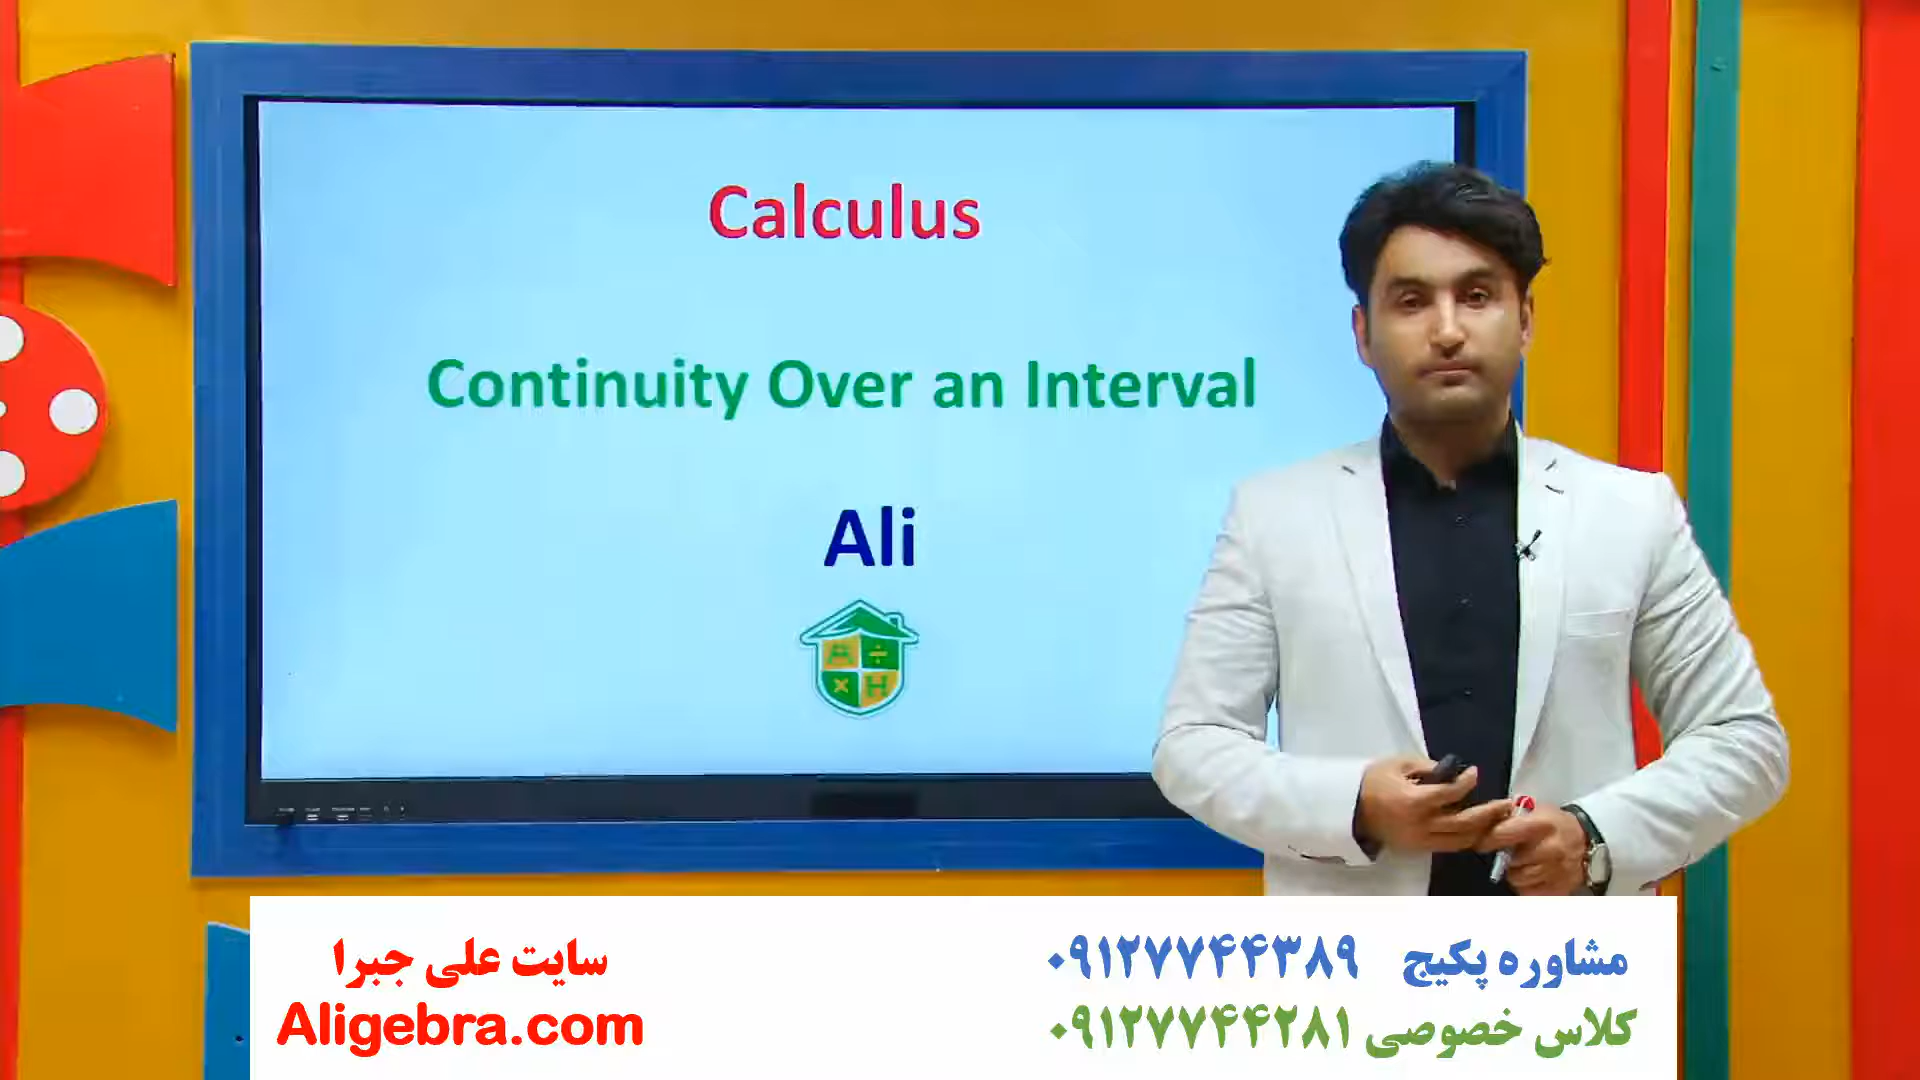 Calculus
Continuity Over an Interval
Ali
سایت علی جبرا
Aligebra.com
مشاوره پکیج ۰۹۱۲۷۷۴۴۳۸۹
کلاس خصوصی ۰۹۱۲۷۷۴۴۲۸۱